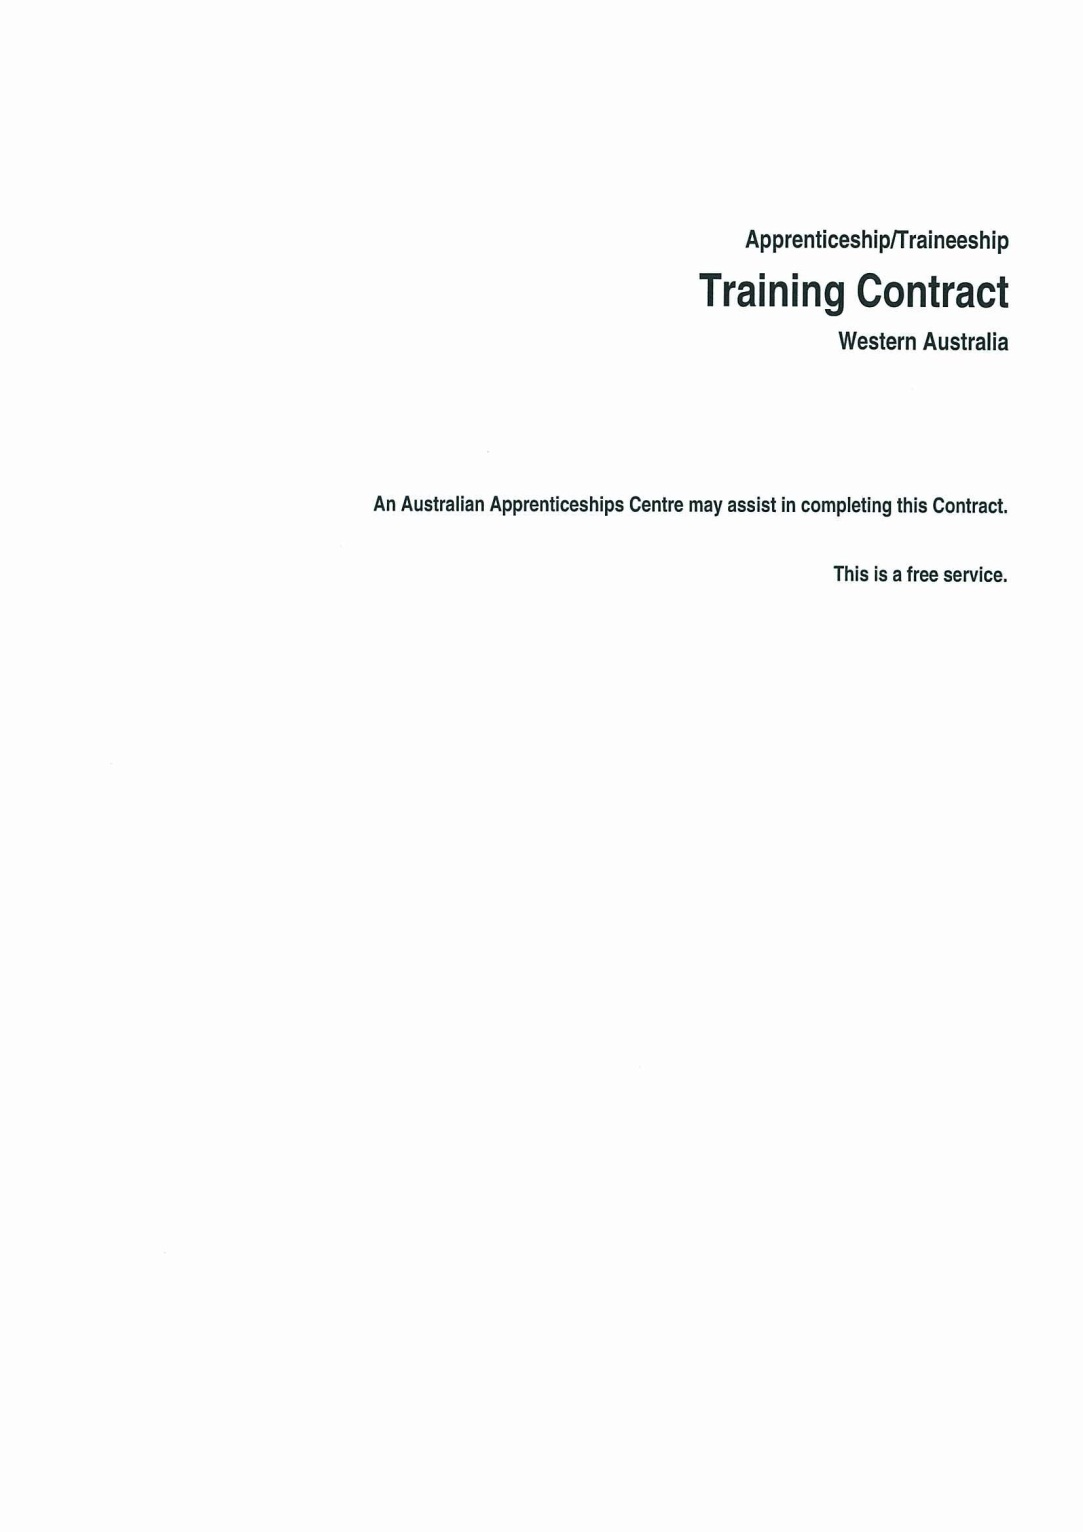 Apprenticeship/Traineeship
Training Contract
Western Australia
An Australian Apprenticeships Centre may assist in completing this Contract.
This is a free service.